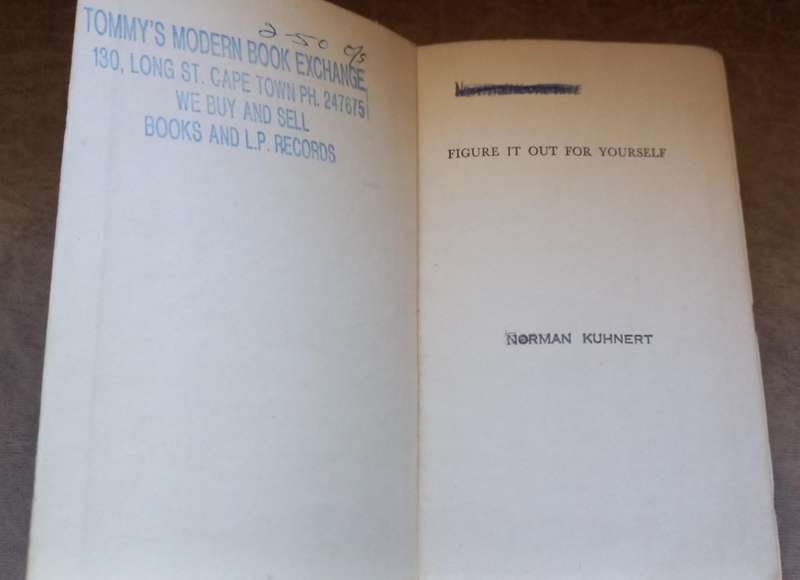 2-50 c/s
TOMMY'S MODERN BOOK EXCHANGE
130, LONG ST. CAPE TOWN PH. 247675
WE BUY AND SELL
BOOKS AND L.P. RECORDS
FIGURE IT OUT FOR YOURSELF
NORMAN KUHNERT